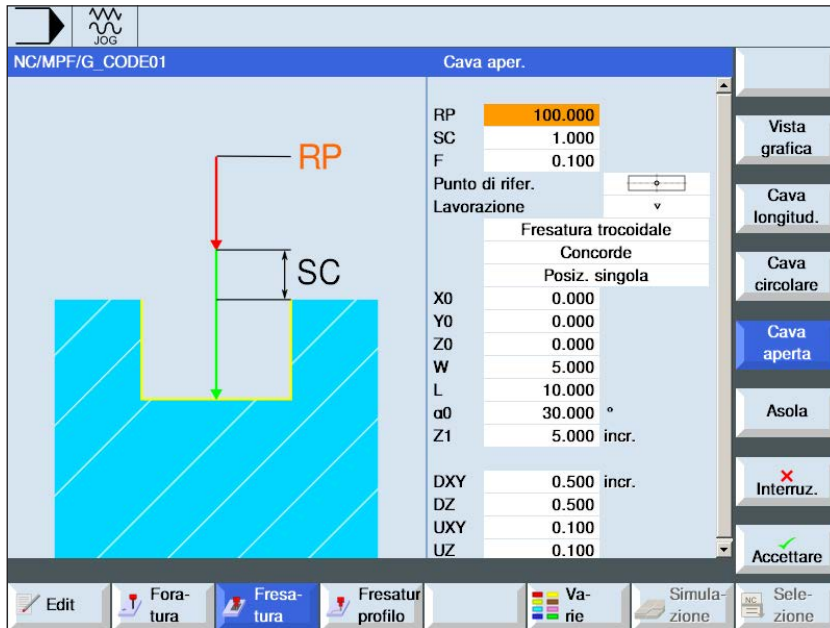 JOG
NC/MPF/G_CODE01
Cava aper.
RP
SC
RP 100.000
SC 1.000
F 0.100
Punto di rifer.
Lavorazione v
Fresatura trocoidale
Concorde
Posiz. singola
X0 0.000
Y0 0.000
Z0 0.000
W 5.000
L 10.000
α0 30.000 °
Z1 5.000 incr.
DXY 0.500 incr.
DZ 0.500
UXY 0.100
UZ 0.100
Vista
grafica
Cava
longitud.
Cava
circolare
Cava
aperta
Asola
Interruz.
Accettare
Edit
Fora-
tura
Fresa-
tura
Fresatur
profilo
Va-
rie
Simula-
zione
NC
Sele-
zione